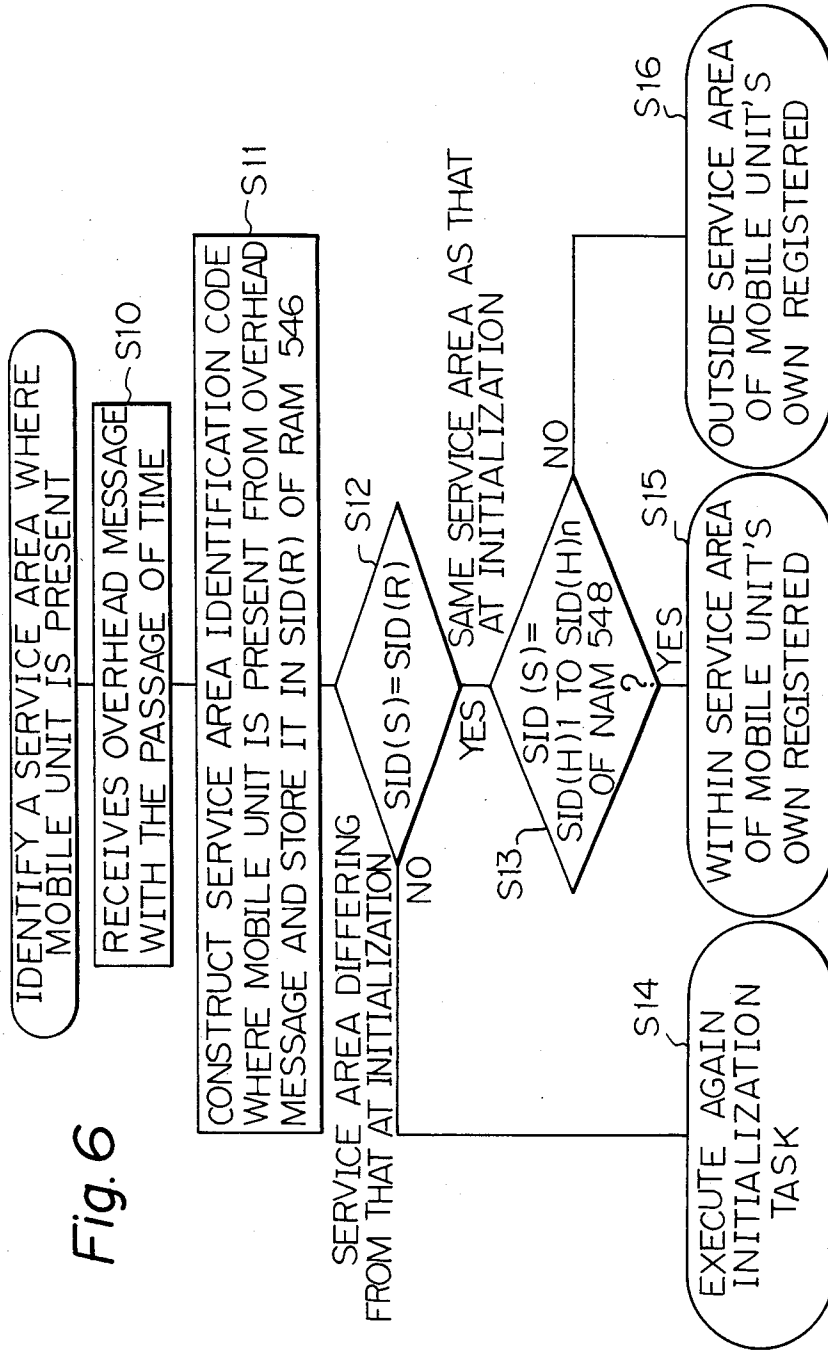 Fig. 6
IDENTIFY A SERVICE AREA WHERE
MOBILE UNIT IS PRESENT
S10
RECEIVES OVERHEAD MESSAGE
WITH THE PASSAGE OF TIME
S11
CONSTRUCT SERVICE AREA IDENTIFICATION CODE
WHERE MOBILE UNIT IS PRESENT FROM OVERHEAD
MESSAGE AND STORE IT IN SID(R) OF RAM 546
S12
SID(S)=SID(R)
SERVICE AREA DIFFERING
FROM THAT AT INITIALIZATION
NO
YES
SAME SERVICE AREA AS THAT
AT INITIALIZATION
S13
SID (S)=
SID(H)1 TO SID(H)n
OF NAM 548
?
NO
YES
S14
EXECUTE AGAIN
INITIALIZATION
TASK
S15
WITHIN SERVICE AREA
OF MOBILE UNIT'S
OWN REGISTERED
S16
OUTSIDE SERVICE AREA
OF MOBILE UNIT'S
OWN REGISTERED